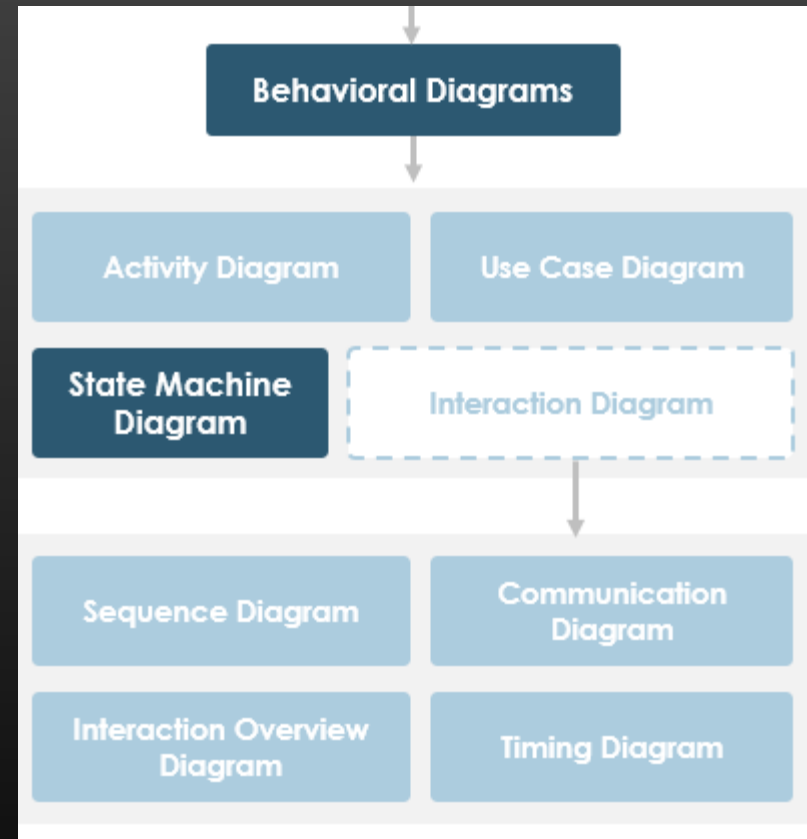 Behavioral Diagrams
Activity Diagram
Use Case Diagram
State Machine
Diagram
Interaction Diagram
Sequence Diagram
Communication
Diagram
Interaction Overview
Diagram
Timing Diagram